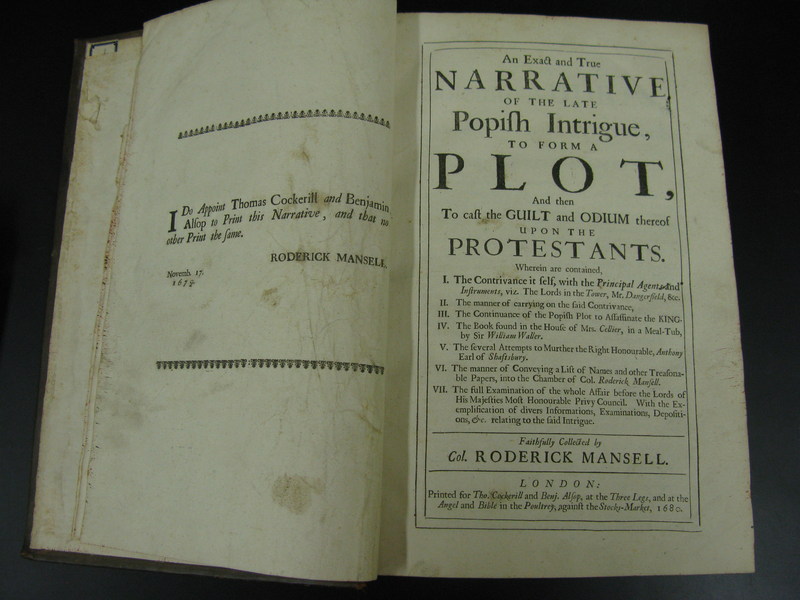 I Do Appoint Thomas Cockerill and Benjamin
Alsop to Print this Narrative, and that no
other Print the same.
RODERICK MANSELL.
Novemb. 17.
1679.
An Exact and True
NARRATIVE
OF THE LATE
Popiſh Intrigue,
TO FORM A
PLOT,
And then
To caſt the GUILT and ODIUM thereof
UPON THE
PROTESTANTS.
Wherein are contained,
I. The Contrivance it ſelf, with the Principal Agents and
Inſtruments, viz. The Lords in the Tower, Mr. Dangerfield, &c.
II. The manner of carrying on the ſaid Contrivance,
III. The Continuance of the Popiſh Plot to Aſſaſſinate the KING.
IV. The Book found in the Houſe of Mrs. Cellier, in a Meal-Tub,
by Sir William Waller.
V. The ſeveral Attempts to Murther the Right Honourable, Anthony
Earl of Shaftsbury.
VI. The manner of Conveying a Liſt of Names and other Treaſona-
ble Papers, into the Chamber of Col. Roderick Manſell.
VII. The full Examination of the whole Affair before the Lords of
His Majeſties Moſt Honourable Privy Council. With the Ex-
emplification of divers Informations, Examinations, Depoſiti-
ons, &c. relating to the ſaid Intrigue.
Faithfully Collected by
Col. RODERICK MANSELL.
LONDON:
Printed for Tho. Cockerill and Benj. Alſop, at the Three Legs, and at the
Angel and Bible in the Poultrey, againſt the Stocks-Market, 1680.